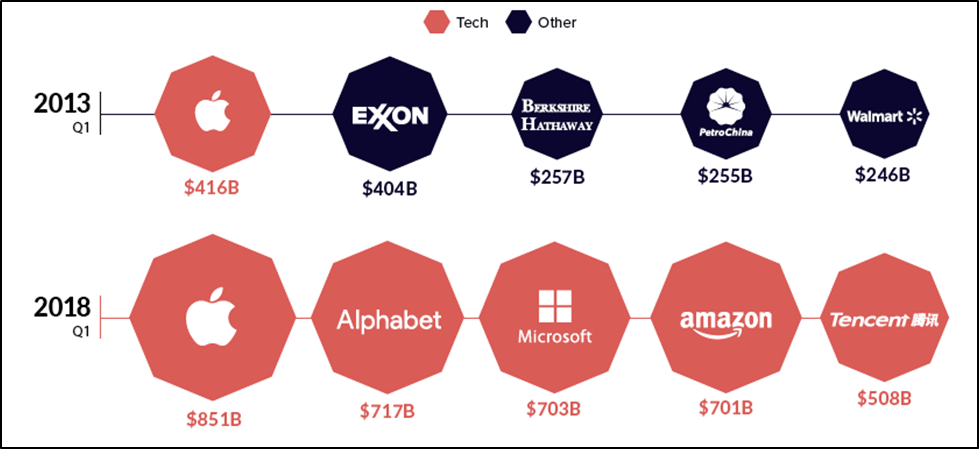 Tech Other
2013
Q1
EXXON
BERKSHIRE
HATHAWAY
PetroChina
Walmart
$416B
$404B
$257B
$255B
$246B
2018
Q1
Alphabet
Microsoft
amazon
Tencent 腾讯
$851B
$717B
$703B
$701B
$508B